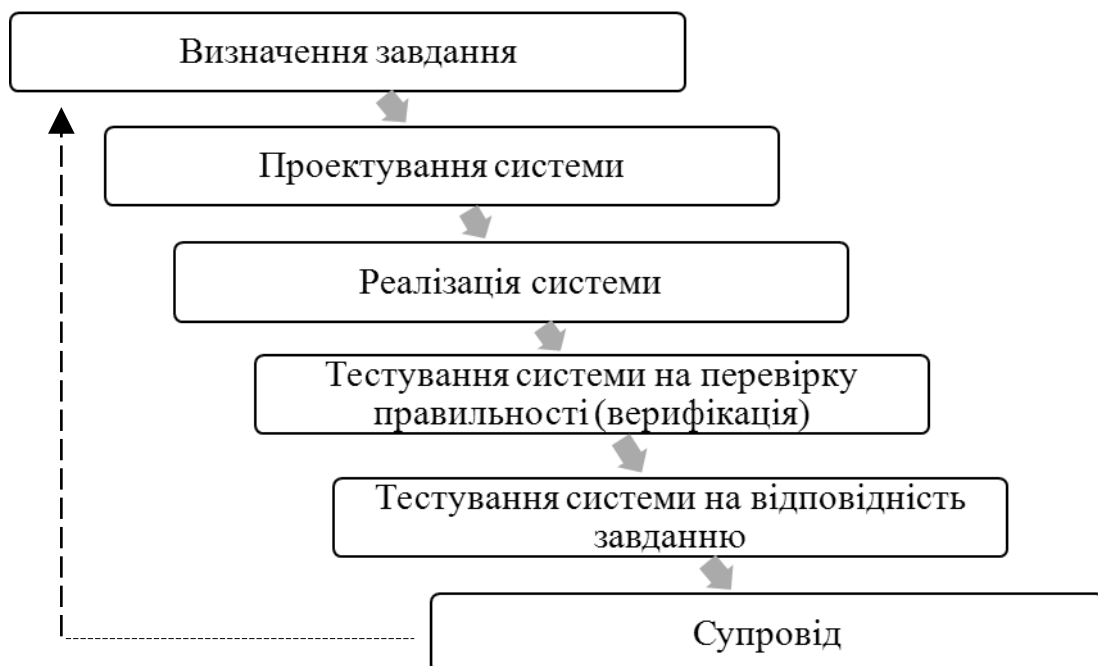 Визначення завдання
Проектування системи
Реалізація системи
Тестування системи на перевірку
правильності (верифікація)
Тестування системи на відповідність
завданню
Супровід